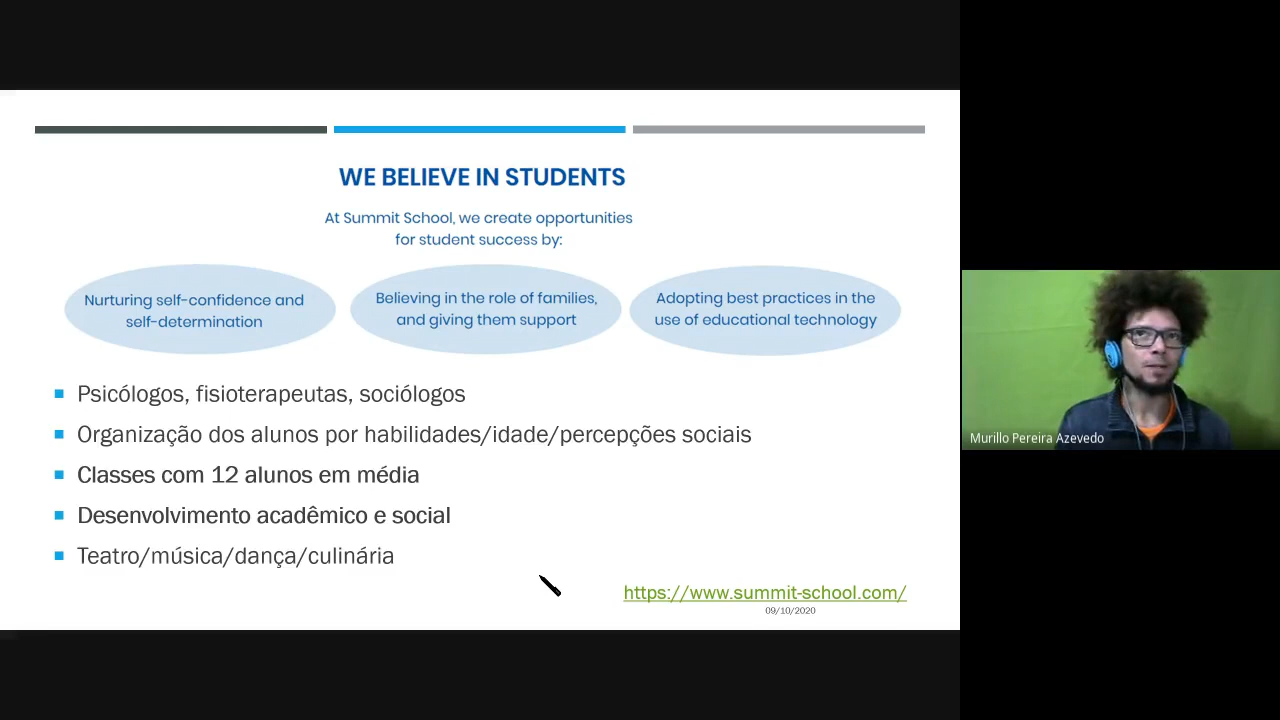 WE BELIEVE IN STUDENTS
At Summit School, we create opportunities
for student success by:
Nurturing self-confidence and
self-determination
Believing in the role of families,
and giving them support
Adopting best practices in the
use of educational technology
Psicólogos, fisioterapeutas, sociólogos
Organização dos alunos por habilidades/idade/percepções sociais
Classes com 12 alunos em média
Desenvolvimento acadêmico e social
Teatro/música/dança/culinária
https://www.summit-school.com/
09/10/2020
Murillo Pereira Azevedo